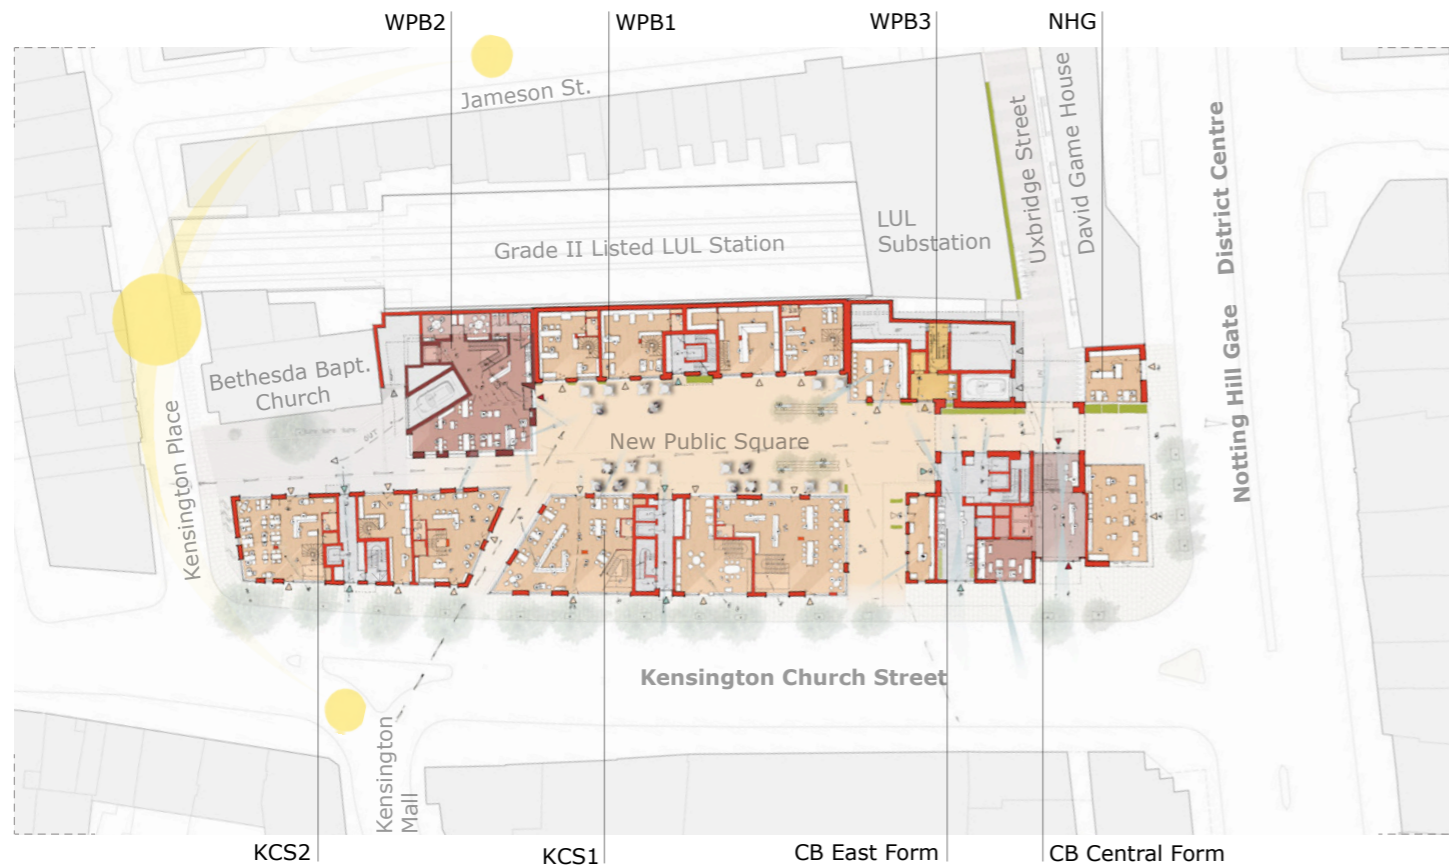 WPB2
WPB1
WPB3
NHG
Jameson St.
Uxbridge Street
David Game House
Notting Hill Gate District Centre
Grade II Listed LUL Station
LUL
Substation
Bethesda Bapt.
Church
Kensington Place
OUT
New Public Square
Kensington Church Street
Kensington
Mall
KCS2
KCS1
CB East Form
CB Central Form